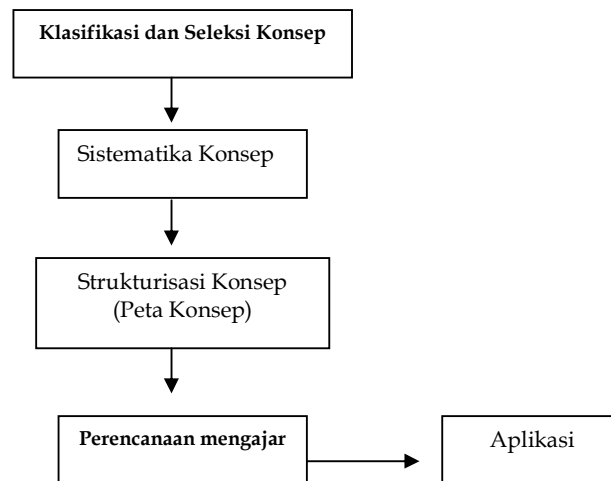 Klasifikasi dan Seleksi Konsep
Sistematika Konsep
Strukturisasi Konsep
(Peta Konsep)
Perencanaan mengajar
Aplikasi